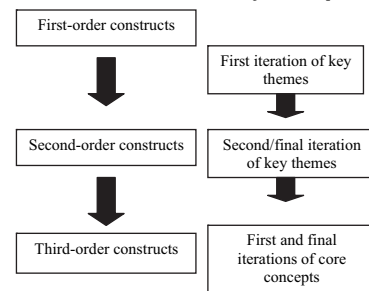 First-order constructs
First iteration of key
themes
Second-order constructs
Second/final iteration
of key themes
Third-order constructs
First and final
iterations of core
concepts